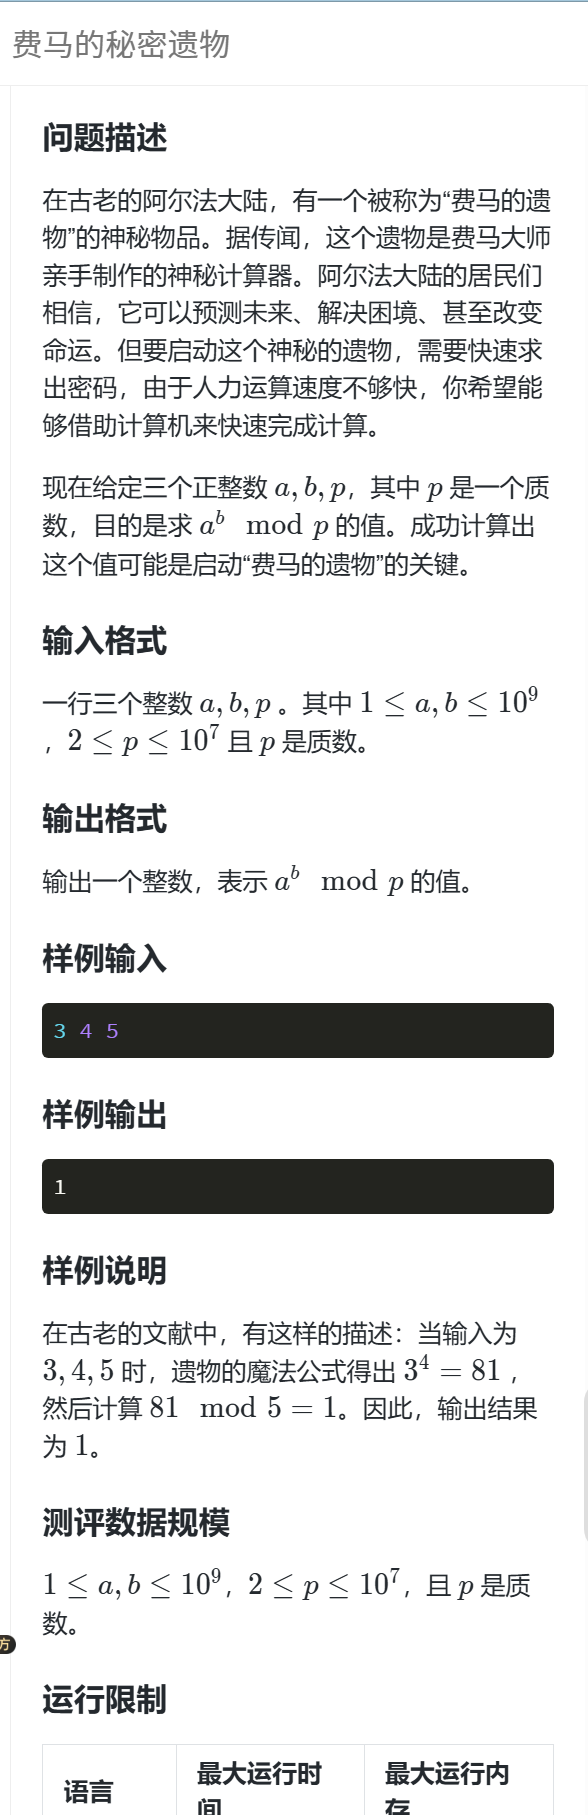 费马的秘密遗物
问题描述
在古老的阿尔法大陆，有一个被称为“费马的遗
物”的神秘物品。据传闻，这个遗物是费马大师
亲手制作的神秘计算器。阿尔法大陆的居民们
相信，它可以预测未来、解决困境、甚至改变
命运。但要启动这个神秘的遗物，需要快速求
出密码，由于人力运算速度不够快，你希望能
够借助计算机来快速完成计算。
现在给定三个正整数 a, b, p，其中 p 是一个质
数，目的是求 a^b mod p 的值。成功计算出
这个值可能是启动“费马的遗物”的关键。
输入格式
一行三个整数 a, b, p 。其中 1 ≤ a, b ≤ 10^9
，2 ≤ p ≤ 10^7 且 p 是质数。
输出格式
输出一个整数，表示 a^b mod p 的值。
样例输入
3 4 5
样例输出
1
样例说明
在古老的文献中，有这样的描述：当输入为
3, 4, 5 时，遗物的魔法公式得出 3^4 = 81，
然后计算 81 mod 5 = 1。因此，输出结果
为 1。
测评数据规模
1 ≤ a, b ≤ 10^9，2 ≤ p ≤ 10^7，且 p 是质
数。
方
运行限制
语言
最大运行时
间
最大运行内
存